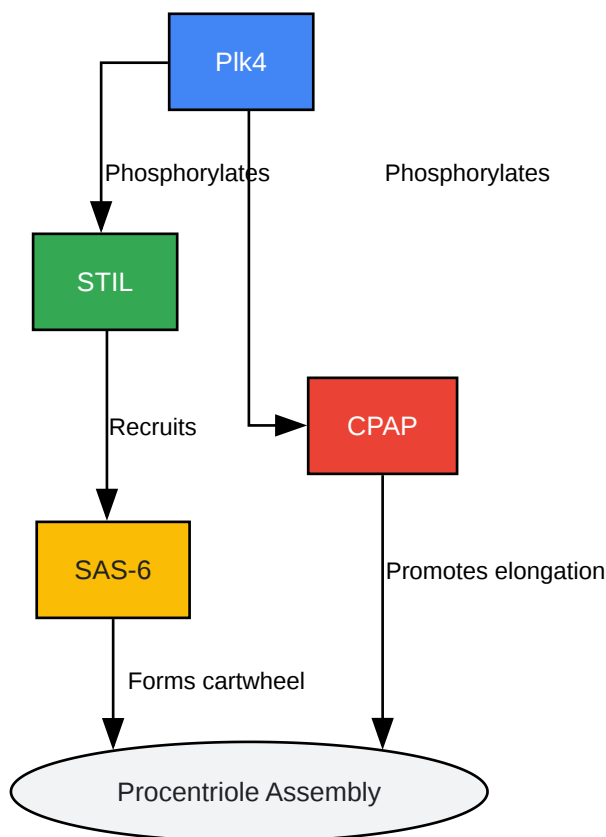 Plk4
Phosphorylates
Phosphorylates
STIL
Recruits
CPAP
SAS-6
Promotes elongation
Forms cartwheel
Procentriole Assembly